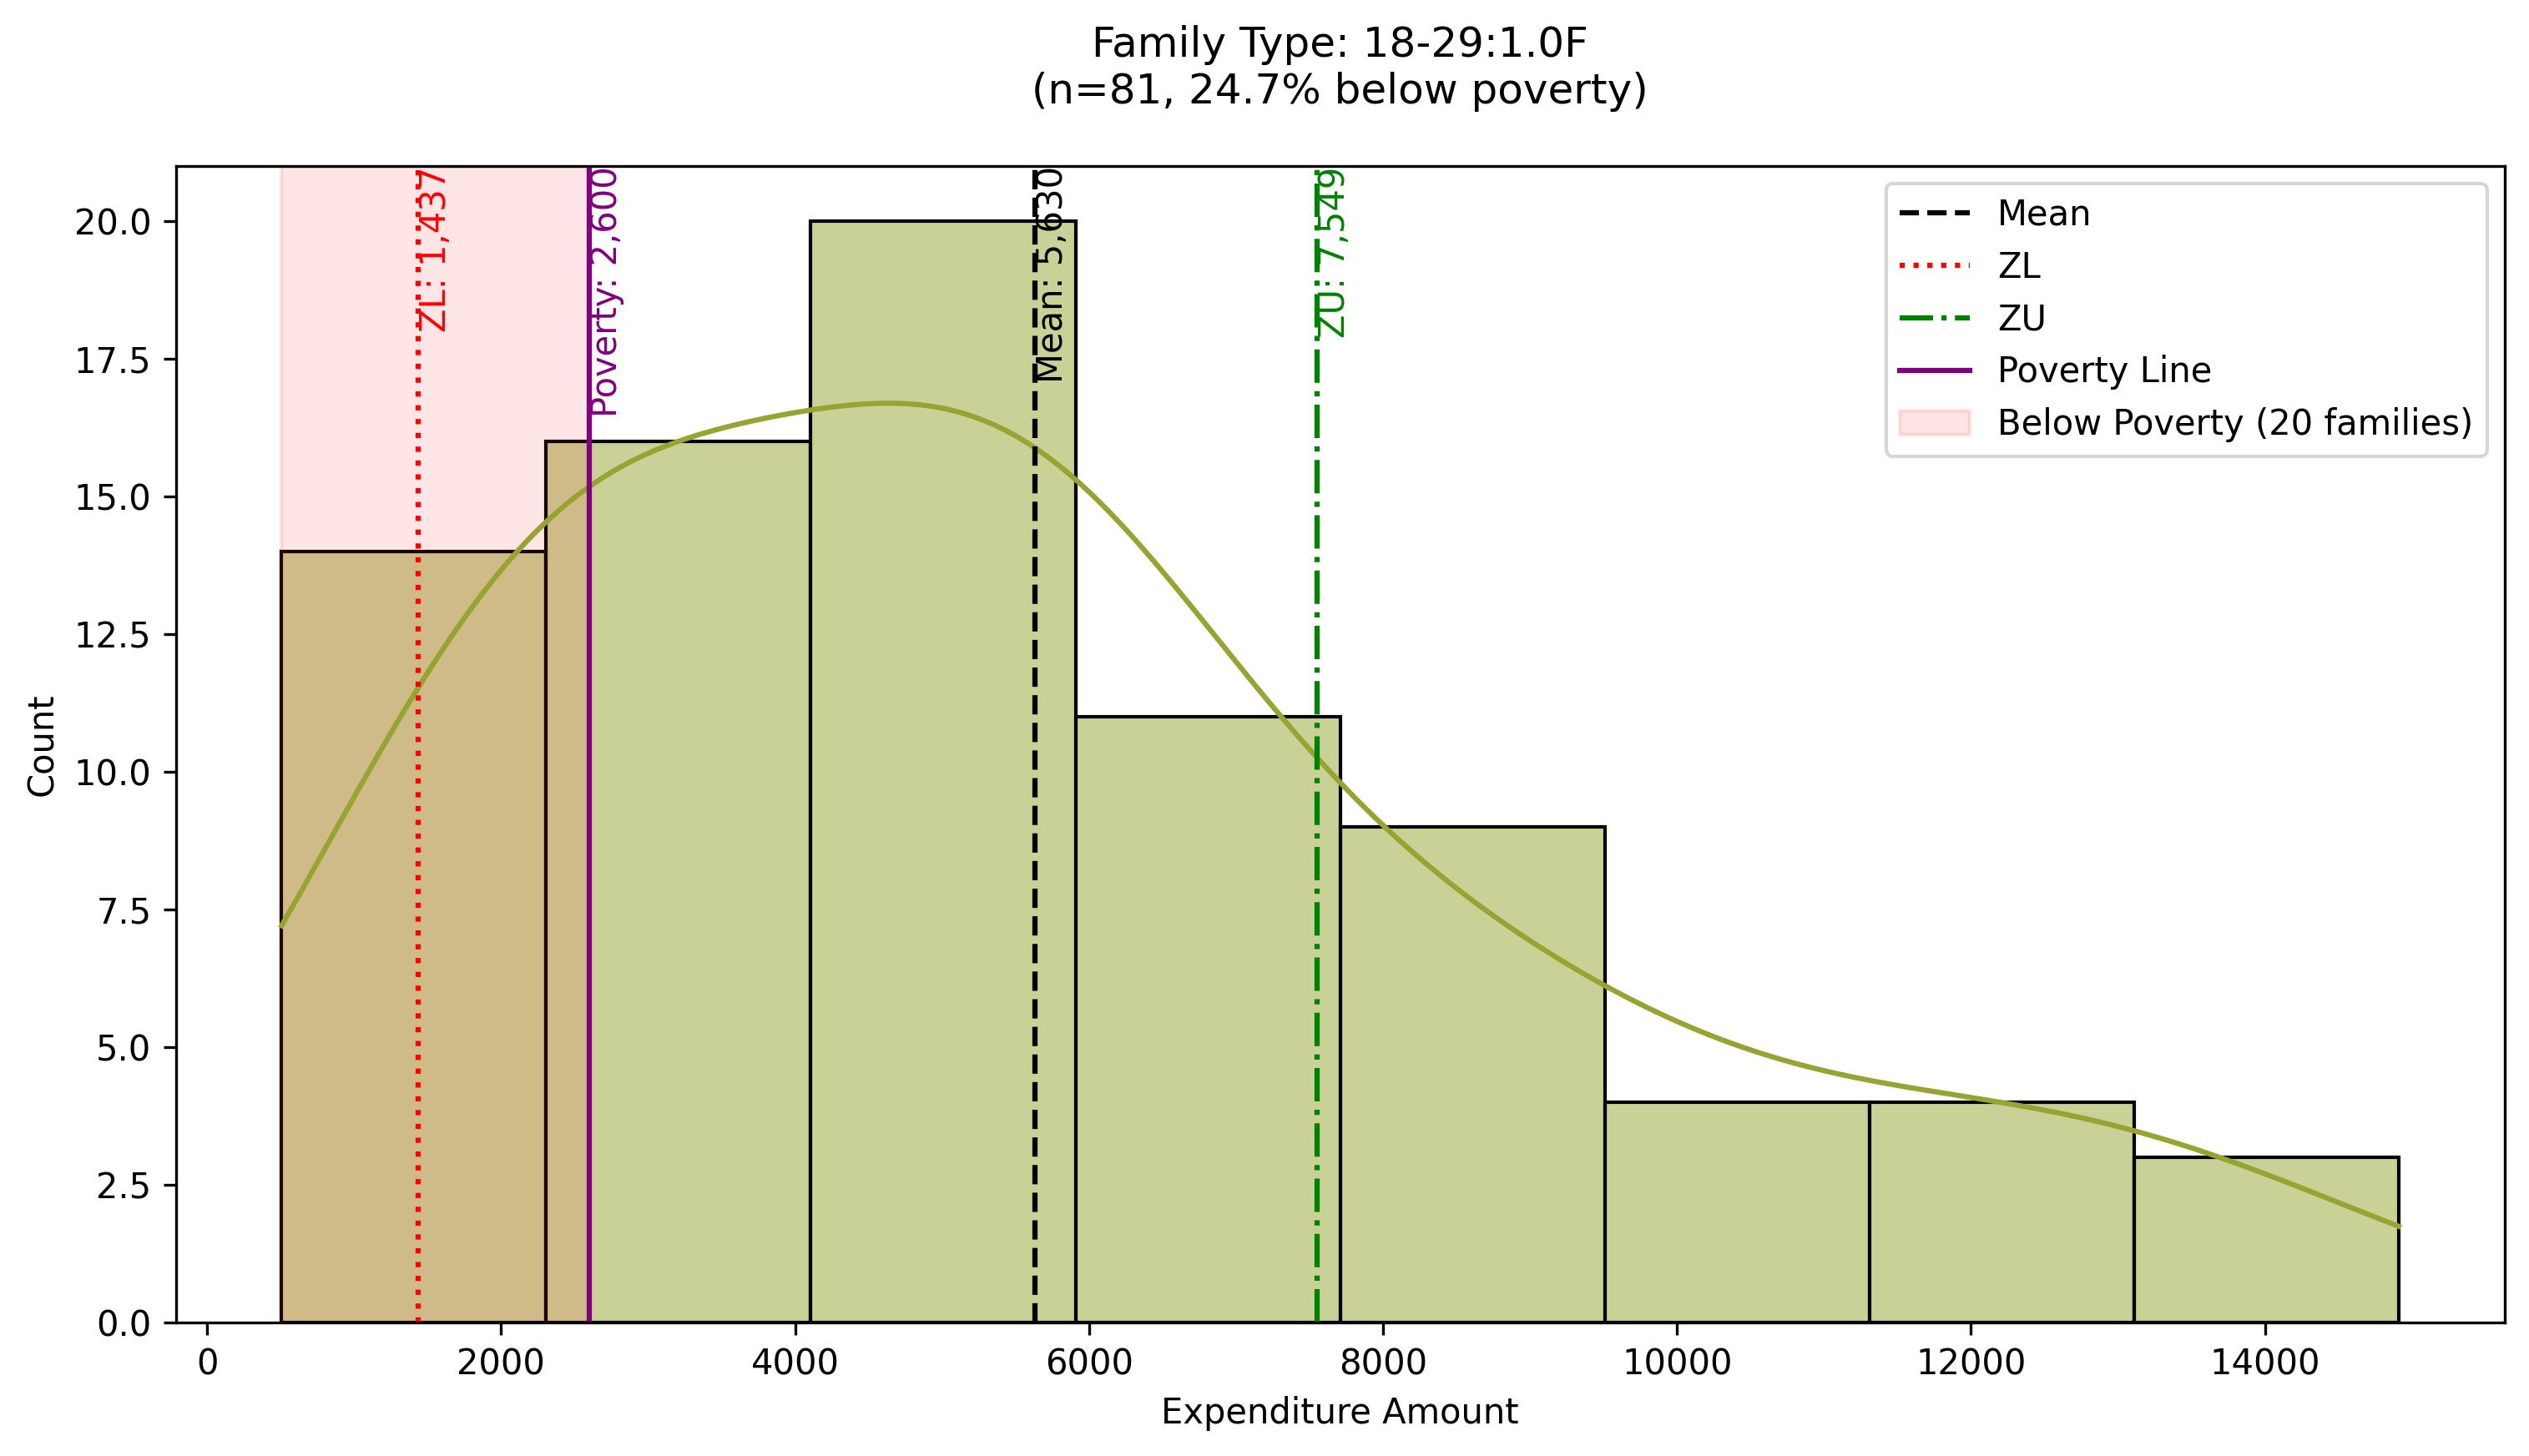 Family Type: 18-29:1.0F
(n=81, 24.7% below poverty)
ZL: 1,437
Poverty: 2,600
Mean: 5,630
ZU: 7,549
Mean
ZL
ZU
Poverty Line
Below Poverty (20 families)
Count
20.0
17.5
15.0
12.5
10.0
7.5
5.0
2.5
0.0
0 2000 4000 6000 8000 10000 12000 14000
Expenditure Amount